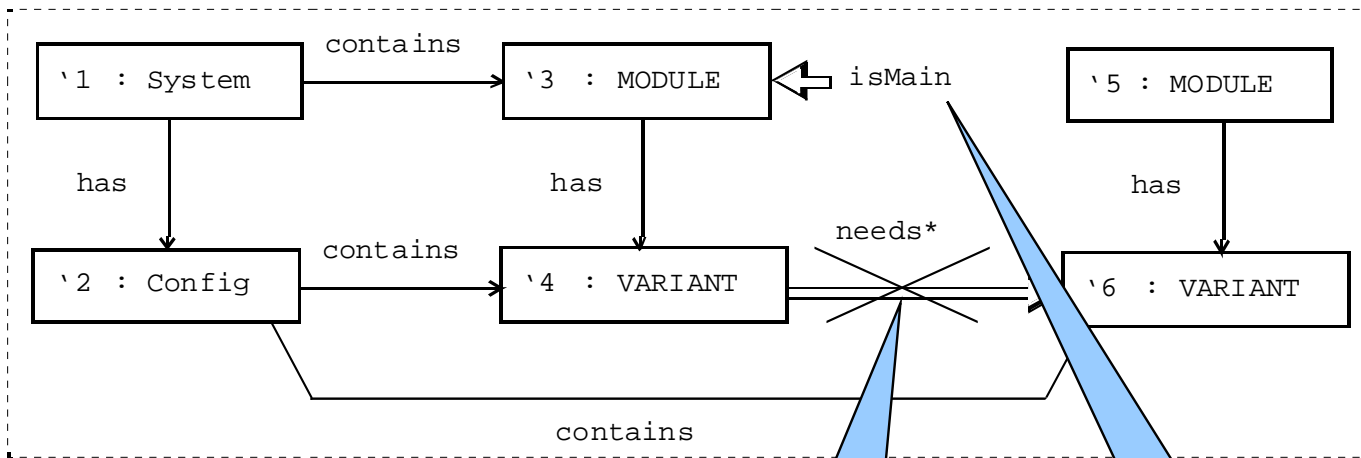 contains
‘1 : System
‘3 : MODULE
isMain
‘5 : MODULE
has
has
has
needs*
contains
‘2 : Config
‘4 : VARIANT
‘6 : VARIANT
contains